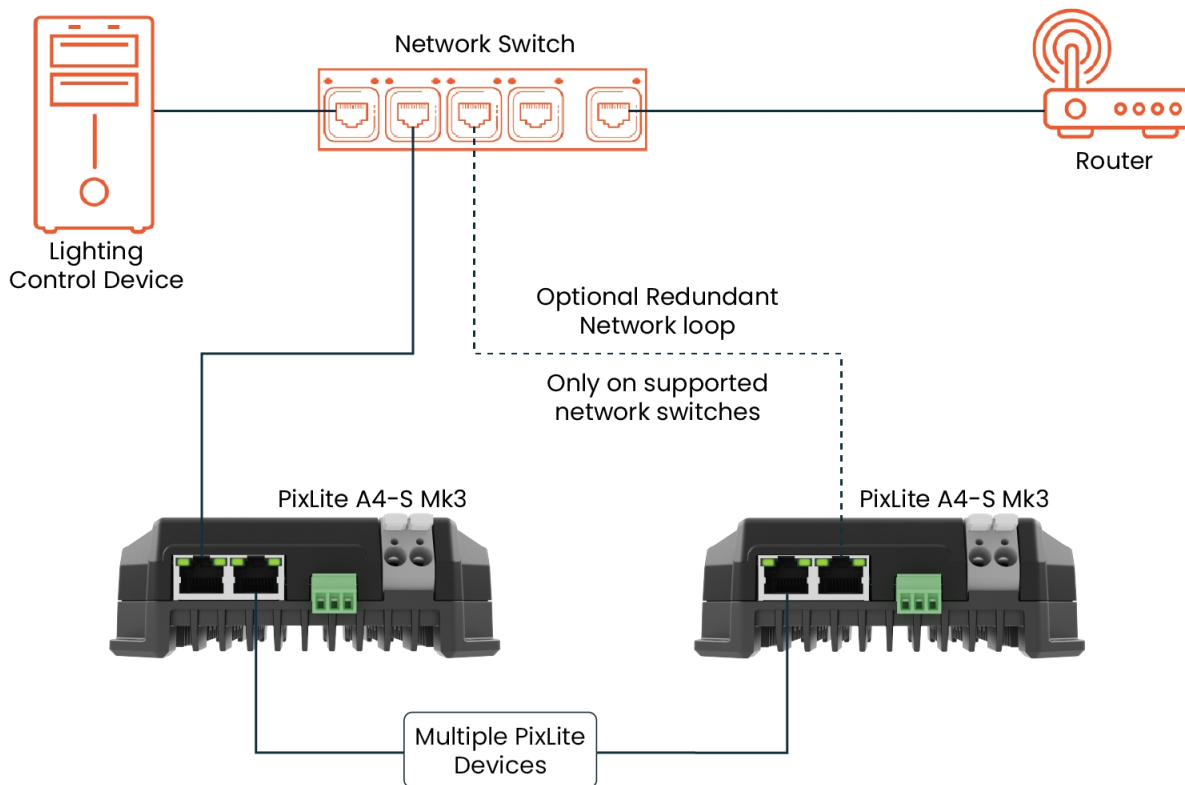 Network Switch
Router
Lighting
Control Device
Optional Redundant
Network loop
Only on supported
network switches
PixLite A4-S Mk3
PixLite A4-S Mk3
Multiple PixLite
Devices